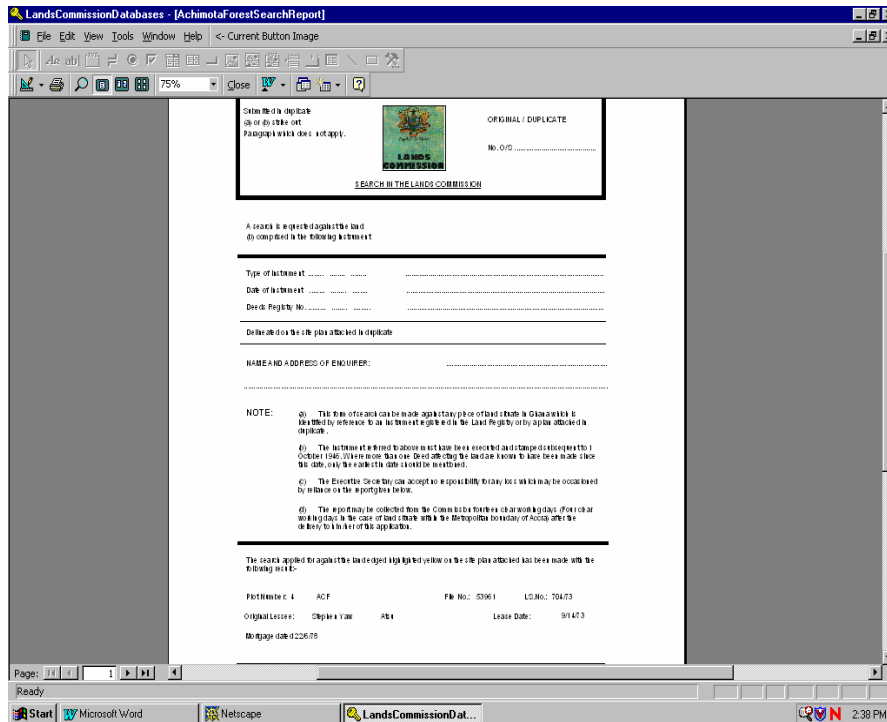 LandsCommissionDatabases - [AchimotaForestSearchReport]
File Edit View Tools Window Help <- Current Button Image
75% Close
Submitted in duplicate
(a) or (b) strike out
Paragraph which does not apply.
ORIGINAL / DUPLICATE
No. O/S ..............................
LANDS
COMMISSION
SEARCH IN THE LANDS COMMISSION
A search is requested against the land
(b) comprised in the following instrument
Type of Instrument ....... ........ ........
Date of Instrument ....... ........ ........
Deeds Registry No. ....... ........ ........
Delineated on the site plan attached in duplicate
NAME AND ADDRESS OF ENQUIRER:
NOTE:
(a) This form of search can be made against any piece of land situate in Ghana which is
identified by reference to an instrument registered in the Land Registry or by a plan attached in
duplicate.
(b) The Instrument referred to above must have been executed and stamped subsequent to 1
October 1945. Where more than one Deed affecting the land are known to have been made since
this date, only the earliest in date should be mentioned.
(c) The Executive Secretary can accept no responsibility for any loss which may be occasioned
by reliance on the report given below.
(d) The report may be collected from the Commission fourteen clear working days (Four clear
working days in the case of land situate within the Metropolitan boundary of Accra) after the
delivery to him/her of this application.
The search applied for against the land edged highlighted yellow on the site plan attached has been made with the
following result:-
Plot Number: 4 ACF File No.: 53961 LS.No.: 704/73
Original Lessee: Stephen Yaw Lease Date: 9/14/73
Mortgage dated 22/6/78
Page: 1
Ready
Start Microsoft Word Netscape LandsCommissionDat... 2:38 PM